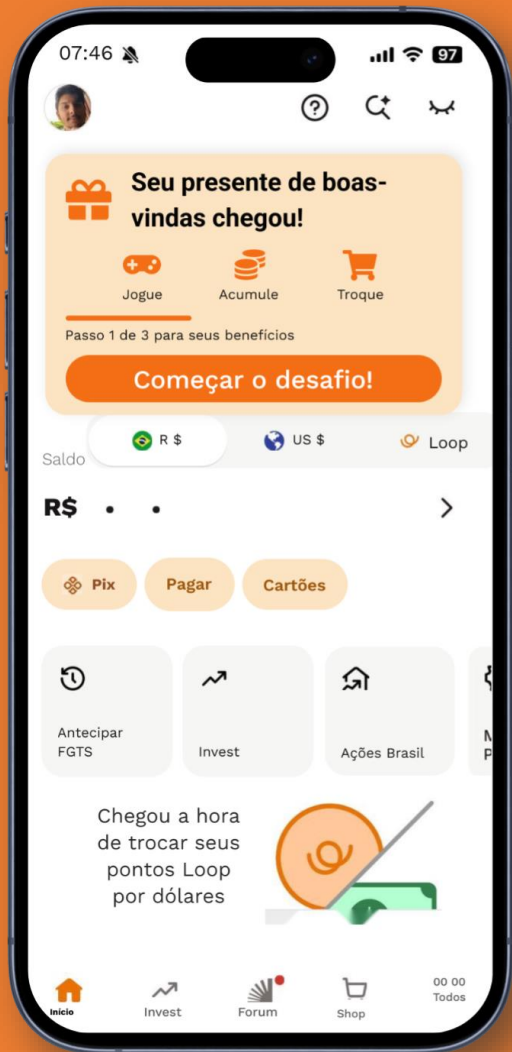 07:46
97
Seu presente de boas-
vindas chegou!
Jogue Acumule Troque
Passo 1 de 3 para seus benefícios
Começar o desafio!
Saldo R $ US $ Loop
R$ • •
Pix Pagar Cartões
Antecipar
FGTS
Invest
Ações Brasil
M
P
Chegou a hora
de trocar seus
pontos Loop
por dólares
Início Invest Forum Shop 00 00
Todos